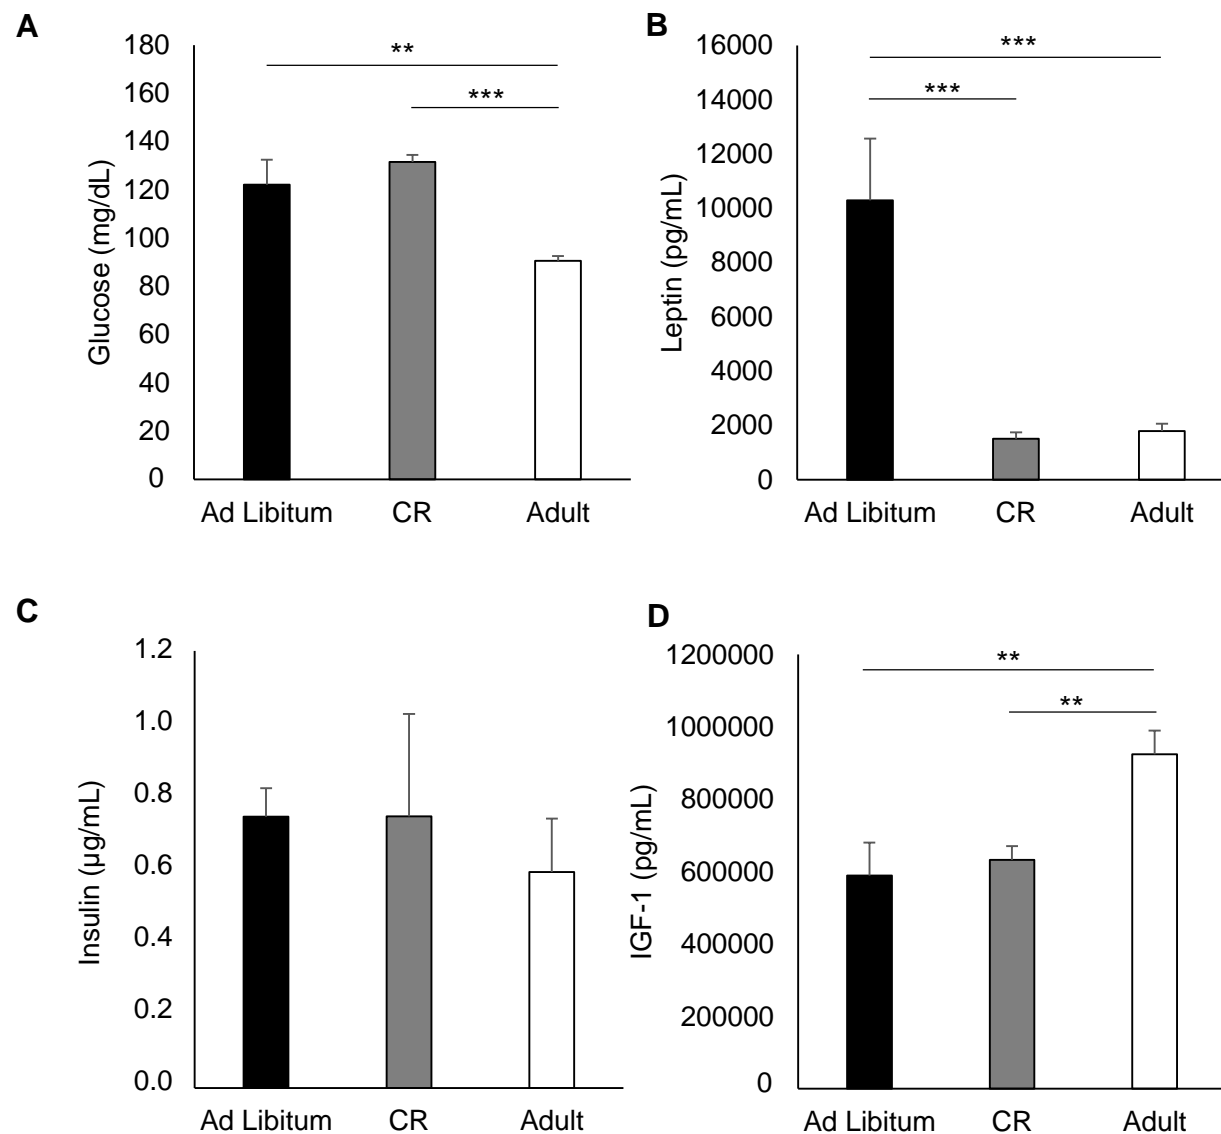 A
180
160
140
120
100
80
60
40
20
0
Glucose (mg/dL)
**
***
Ad Libitum
CR
Adult
B
16000
14000
12000
10000
8000
6000
4000
2000
0
Leptin (pg/mL)
***
***
Ad Libitum
CR
Adult
C
1.2
1.0
0.8
0.6
0.4
0.2
0.0
Insulin (µg/mL)
Ad Libitum
CR
Adult
D
1200000
1000000
800000
600000
400000
200000
0
IGF-1 (pg/mL)
**
**
Ad Libitum
CR
Adult